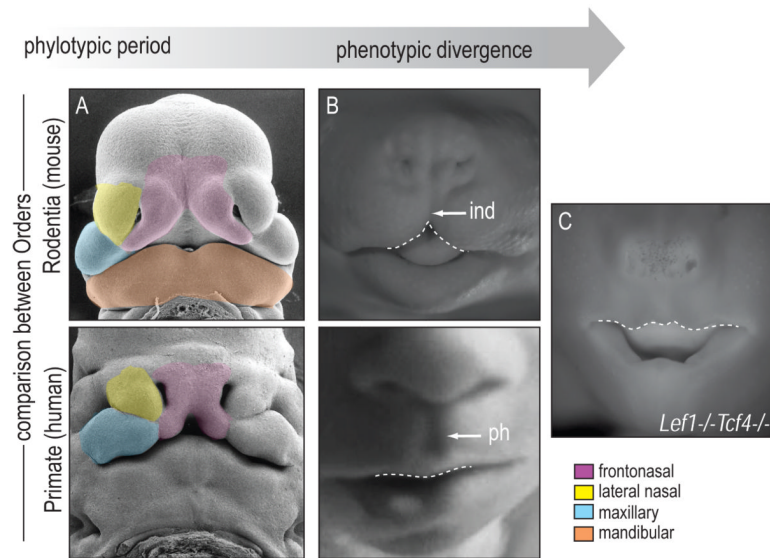 phylotypic period
phenotypic divergence
comparison between Orders
Rodentia (mouse)
Primate (human)
A
B
ind
C
ph
Lef1-/-Tcf4-/-
frontonasal
lateral nasal
maxillary
mandibular